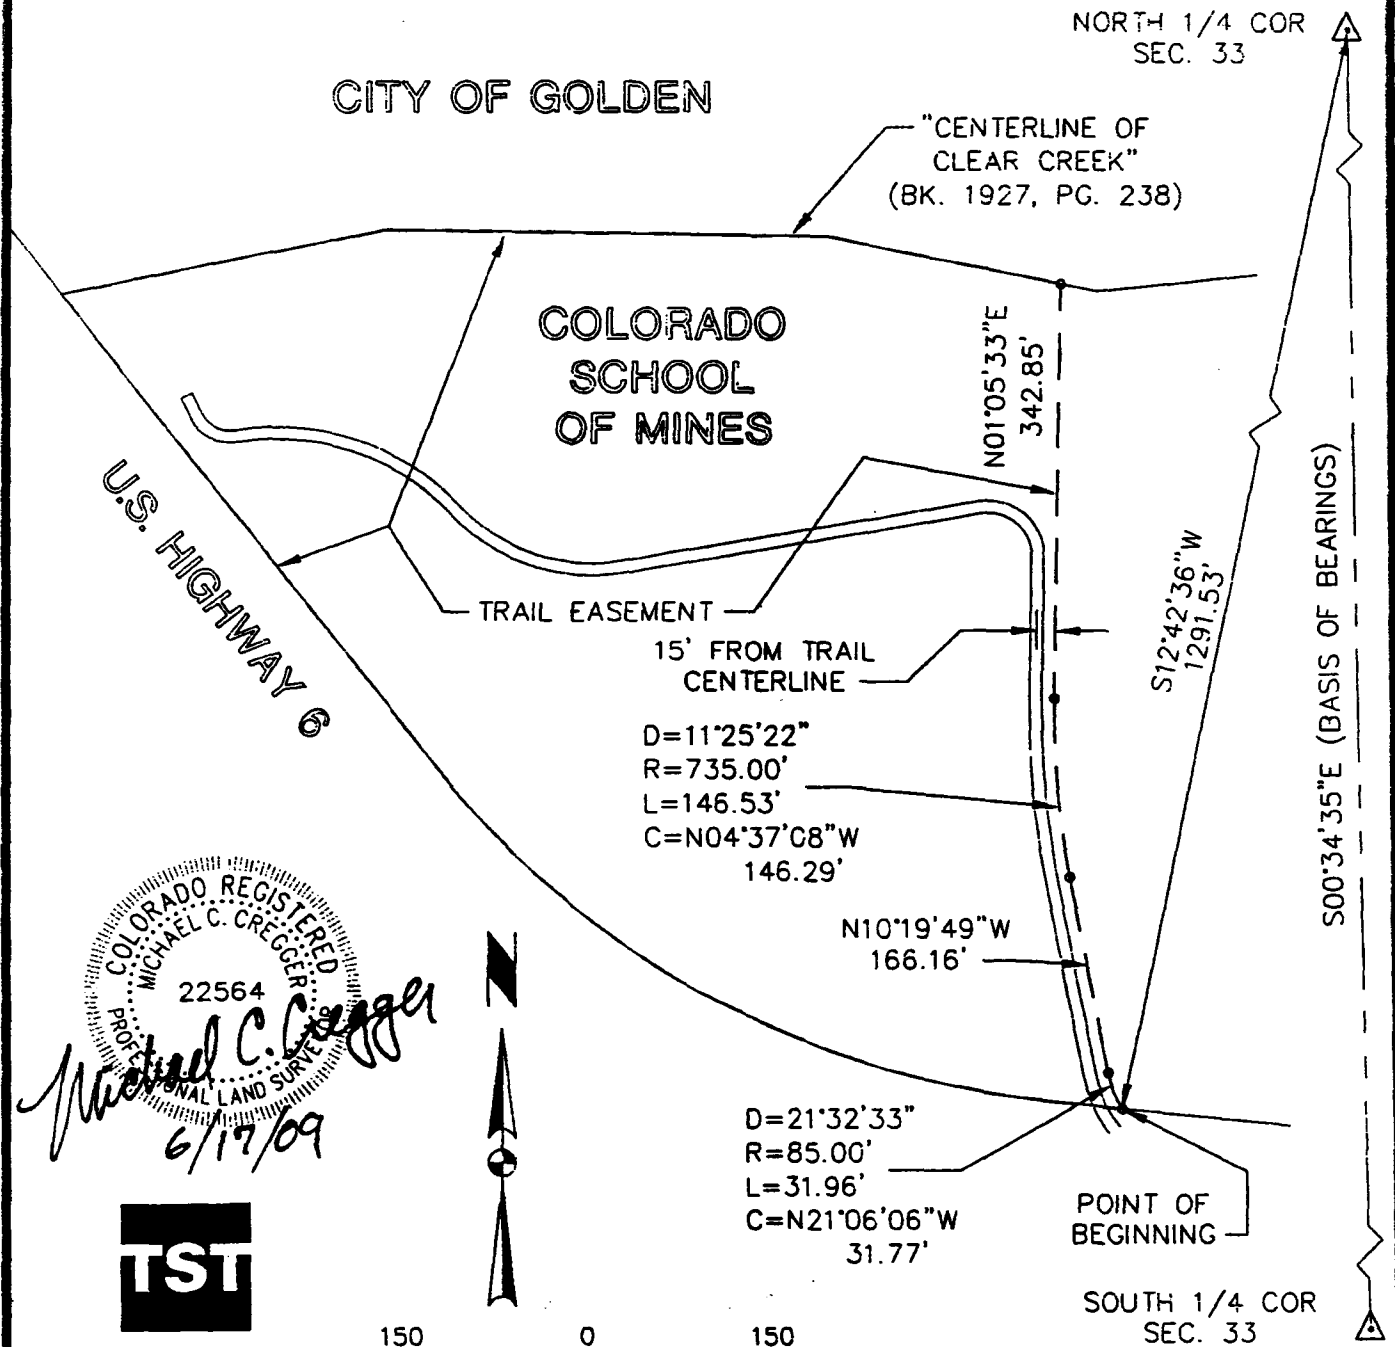 NORTH 1/4 COR
SEC. 33
CITY OF GOLDEN
"CENTERLINE OF
CLEAR CREEK"
(BK. 1927, PG. 238)
COLORADO
SCHOOL
OF MINES
N01°05'33"E
342.85'
U.S. HIGHWAY 6
S12°42'36"W
1291.53'
S00°34'35"E (BASIS OF BEARINGS)
TRAIL EASEMENT
15' FROM TRAIL
CENTERLINE
D=11°25'22"
R=735.00'
L=146.53'
C=N04°37'08"W
146.29'
N10°19'49"W
166.16'
COLORADO REGISTERED
MICHAEL C. CREGGER
22564
LAND SURVEYOR
Michael C. Cregger
6/17/09
N
TST
D=21°32'33"
R=85.00'
L=31.96'
C=N21°06'06"W
31.77'
POINT OF
BEGINNING
SOUTH 1/4 COR
SEC. 33
150 0 150